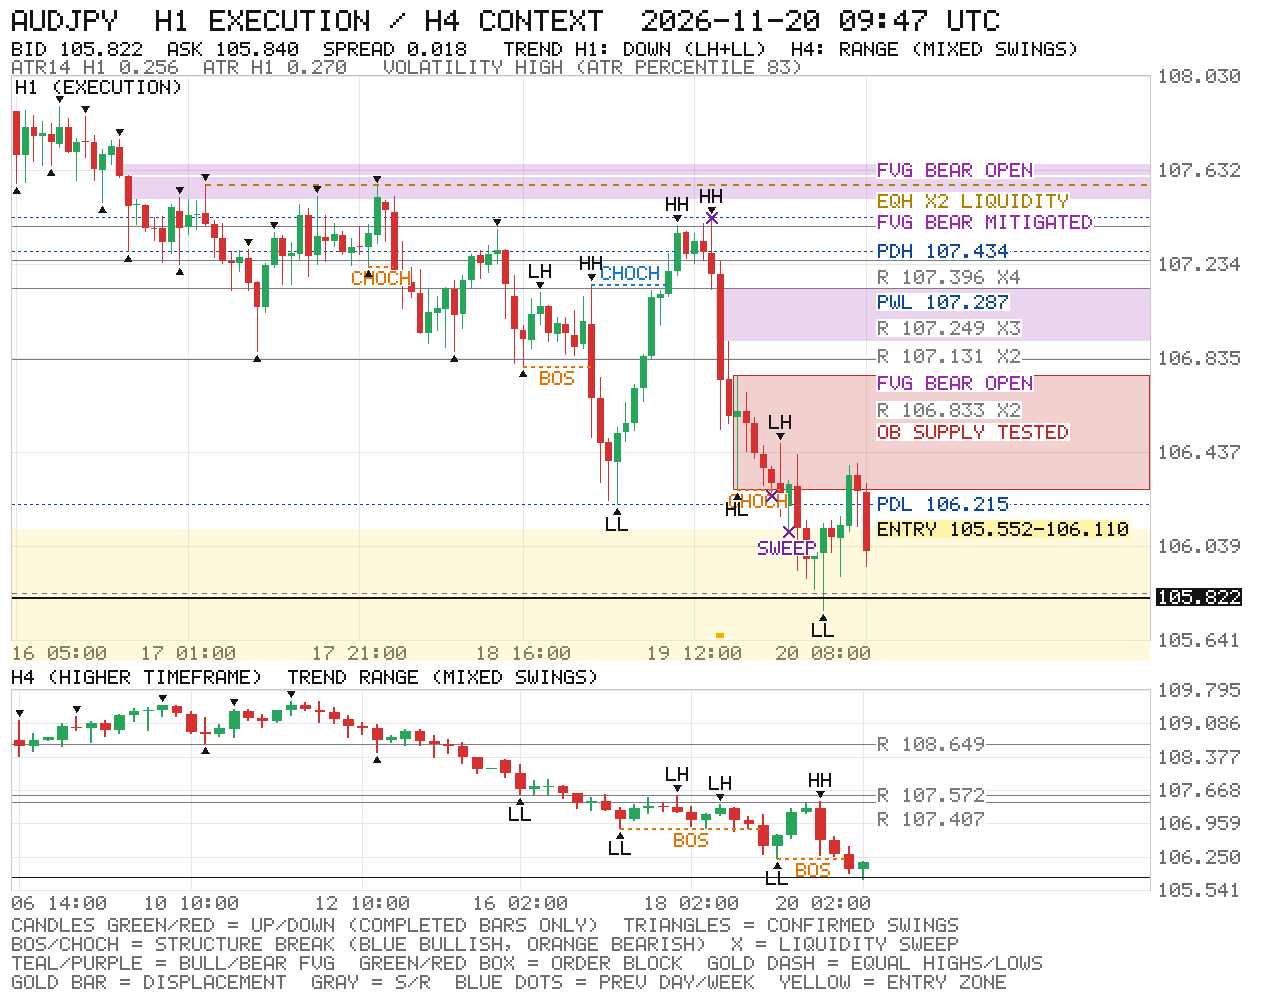 AUDJPY  H1 EXECUTION / H4 CONTEXT  2026-11-20 09:47 UTC
BID 105.822  ASK 105.840  SPREAD 0.018   TREND H1: DOWN (LH+LL)  H4: RANGE (MIXED SWINGS)
ATR14 H1 0.256  ATR H1 0.270   VOLATILITY HIGH (ATR PERCENTILE 83)
H1 (EXECUTION)
108.030
FVG BEAR OPEN
107.632
EQH X2 LIQUIDITY
HH HH
FVG BEAR MITIGATED
PDH 107.434
107.234
LH HH CHOCH
CHOCH
R 107.396 X4
PWL 107.287
R 107.249 X3
R 107.131 X2
106.835
BOS
FVG BEAR OPEN
R 106.833 X2
LH
OB SUPPLY TESTED
106.437
CHOCH
HL
PDL 106.215
LL
ENTRY 105.552-106.110
SWEEP
106.039
105.822
LL
105.641
16 05:00  17 01:00  17 21:00  18 16:00  19 12:00  20 08:00
H4 (HIGHER TIMEFRAME)  TREND RANGE (MIXED SWINGS)
109.795
109.086
R 108.649
108.377
LH LH HH
107.668
R 107.572
LL
R 107.407
106.959
BOS
LL
106.250
BOS
LL
105.541
06 14:00  10 10:00  12 10:00  16 02:00  18 02:00  20 02:00
CANDLES GREEN/RED = UP/DOWN (COMPLETED BARS ONLY)  TRIANGLES = CONFIRMED SWINGS
BOS/CHOCH = STRUCTURE BREAK (BLUE BULLISH, ORANGE BEARISH)  X = LIQUIDITY SWEEP
TEAL/PURPLE = BULL/BEAR FVG  GREEN/RED BOX = ORDER BLOCK  GOLD DASH = EQUAL HIGHS/LOWS
GOLD BAR = DISPLACEMENT  GRAY = S/R  BLUE DOTS = PREV DAY/WEEK  YELLOW = ENTRY ZONE